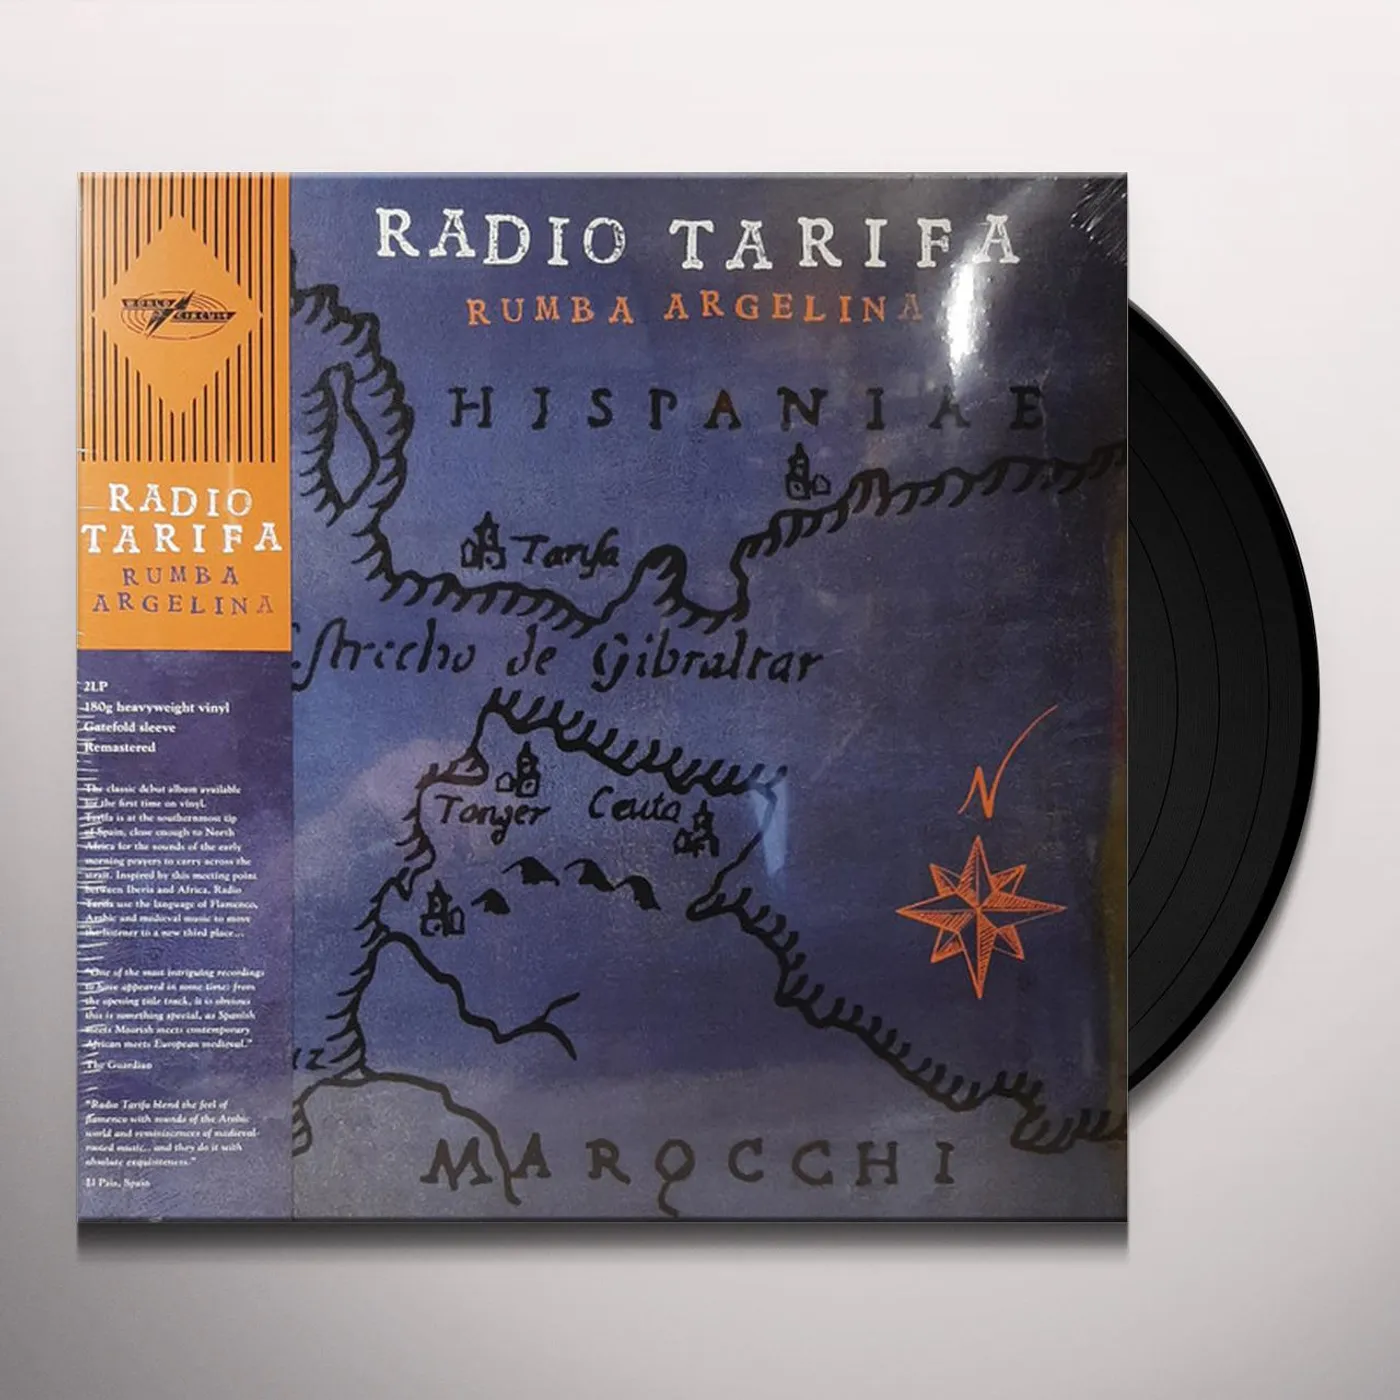 WORLD
CIRCUIT
RADIO
TARIFA
RUMBA
ARGELINA
2LP
180g heavyweight vinyl
Gatefold sleeve
Remastered
The classic debut album available
for the first time on vinyl.
Tarifa is at the southernmost tip
of Spain, close enough to North
Africa for the sounds of the early
morning prayers to carry across the
strait. Inspired by this meeting point
between Iberia and Africa, Radio
Tarifa use the language of Flamenco,
Arabic and medieval music to move
the listener to a new third place...
"One of the most intriguing recordings
to have appeared in some time: from
the opening title track, it is obvious
this is something special, as Spanish
meets Moorish meets contemporary
African meets European medieval."
The Guardian
"Radio Tarifa blend the feel of
flamenco with sounds of the Arabic
world and reminiscences of medieval-
rooted music... and they do it with
absolute exquisiteness."
El País, Spain
RADIO TARIFA
RUMBA ARGELINA
HISPANIAE
Tarifa
Estrecho de Gibraltar
N
Tanger Ceuta
MAROCCHI